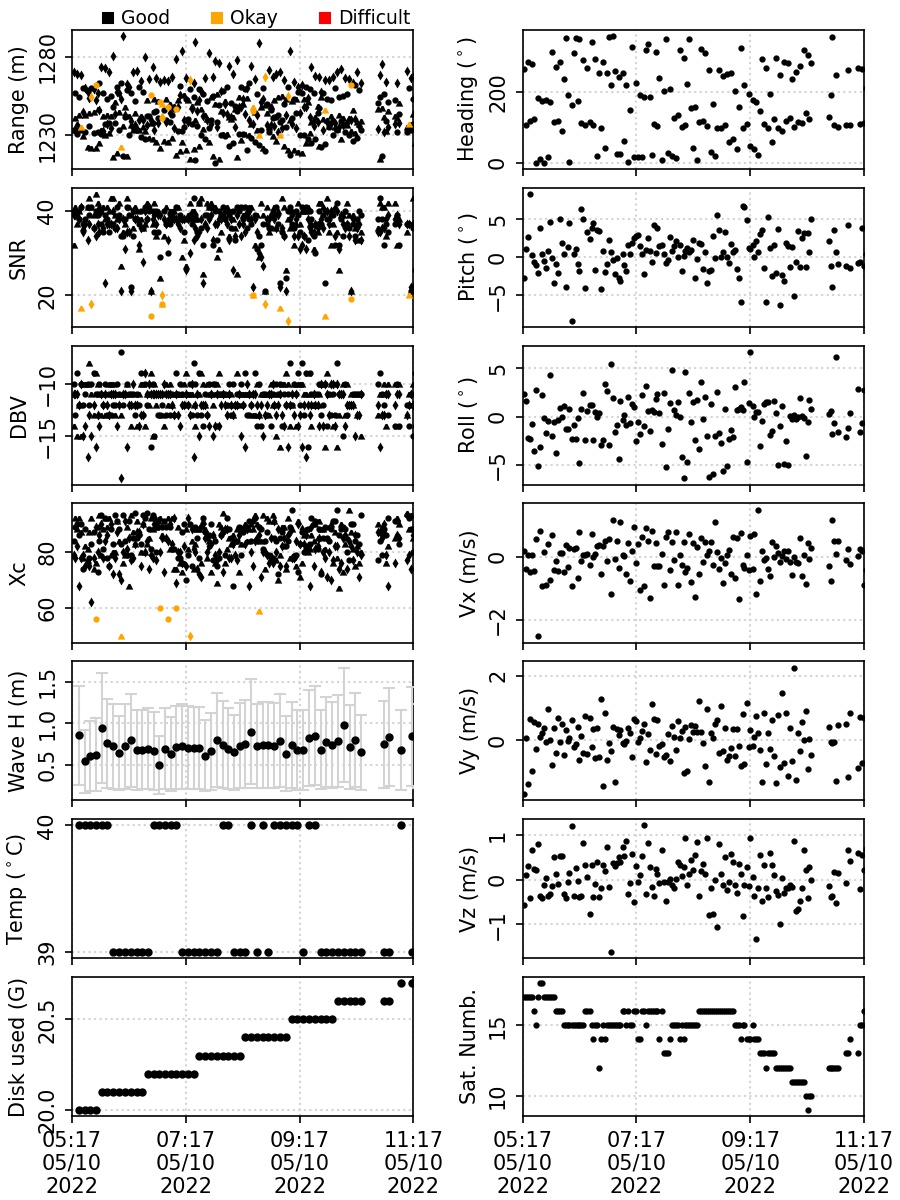 Good Okay Difficult
Range (m)
1280
1230
Heading (°)
200
0
SNR
40
20
Pitch (°)
5
0
−5
DBV
−10
−15
Roll (°)
5
0
−5
Xc
80
60
Vx (m/s)
0
−2
Wave H (m)
1.5
1.0
0.5
Vy (m/s)
2
0
Temp (°C)
40
39
Vz (m/s)
1
0
−1
Disk used (G)
20.5
20.0
Sat. Numb.
15
10
05:17 07:17 09:17 11:17
05/10 05/10 05/10 05/10
2022 2022 2022 2022
05:17 07:17 09:17 11:17
05/10 05/10 05/10 05/10
2022 2022 2022 2022